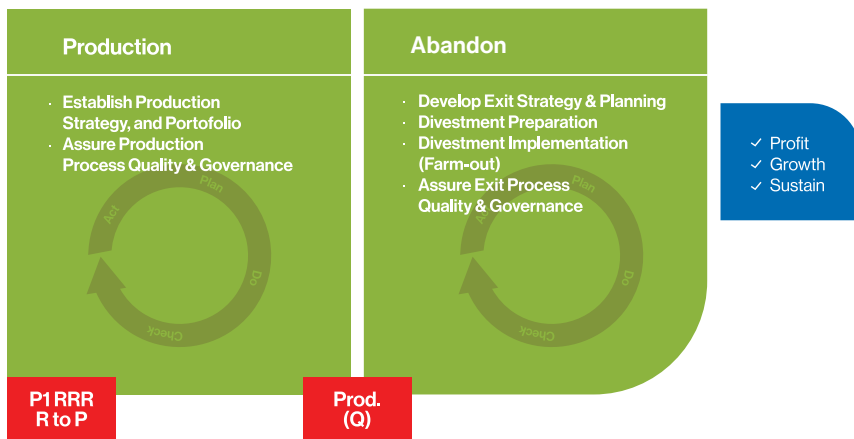 Production
· Establish Production
Strategy, and Portofolio
· Assure Production
Process Quality & Governance
Plan
Do
Check
Act
P1 RRR
R to P
Abandon
· Develop Exit Strategy & Planning
· Divestment Preparation
· Divestment Implementation
(Farm-out)
· Assure Exit Process
Quality & Governance
Plan
Do
Check
Act
Prod.
(Q)
✓ Profit
✓ Growth
✓ Sustain